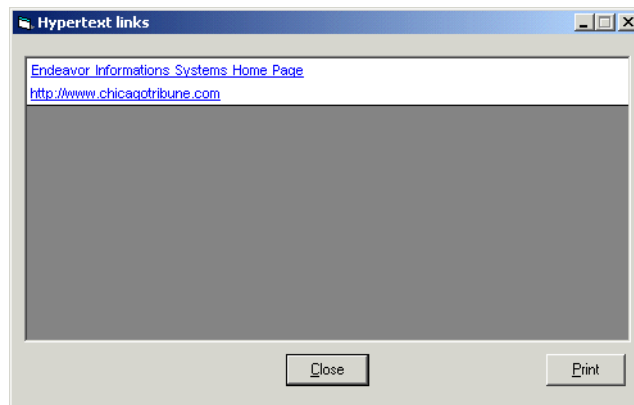 Hypertext links
Endeavor Informations Systems Home Page
http://www.chicagotribune.com
Close
Print